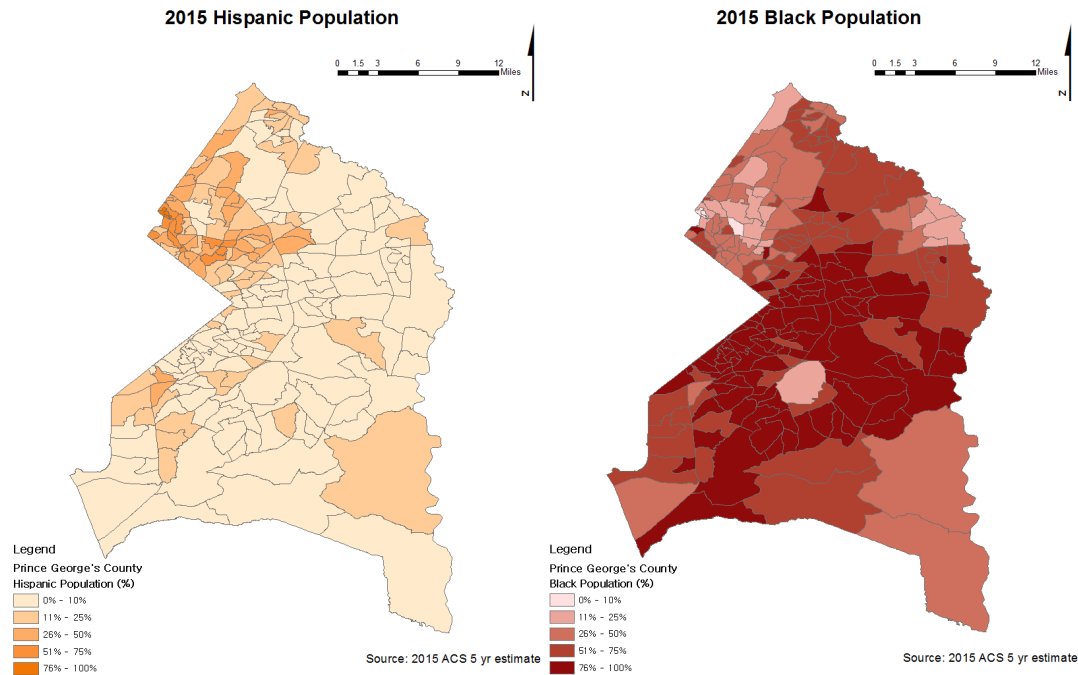 2015 Hispanic Population
0 1.5 3 6 9 12
Miles
N
Legend
Prince George's County
Hispanic Population (%)
0% - 10%
11% - 25%
26% - 50%
51% - 75%
76% - 100%
Source: 2015 ACS 5 yr estimate
2015 Black Population
0 1.5 3 6 9 12
Miles
N
Legend
Prince George's County
Black Population (%)
0% - 10%
11% - 25%
26% - 50%
51% - 75%
76% - 100%
Source: 2015 ACS 5 yr estimate